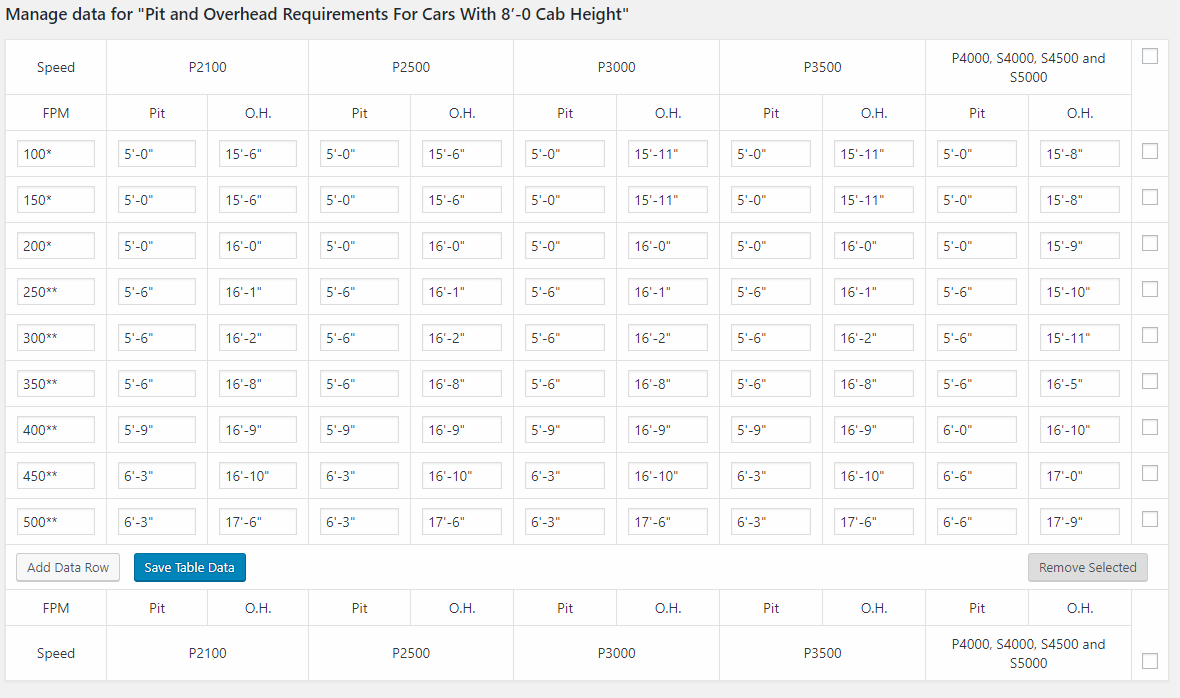 Manage data for "Pit and Overhead Requirements For Cars With 8’-0 Cab Height"
Speed P2100 P2500 P3000 P3500 P4000, S4000, S4500 and
S5000
FPM Pit O.H. Pit O.H. Pit O.H. Pit O.H. Pit O.H.
100* 5'-0" 15'-6" 5'-0" 15'-6" 5'-0" 15'-11" 5'-0" 15'-11" 5'-0" 15'-8"
150* 5'-0" 15'-6" 5'-0" 15'-6" 5'-0" 15'-11" 5'-0" 15'-11" 5'-0" 15'-8"
200* 5'-0" 16'-0" 5'-0" 16'-0" 5'-0" 16'-0" 5'-0" 16'-0" 5'-0" 15'-9"
250** 5'-6" 16'-1" 5'-6" 16'-1" 5'-6" 16'-1" 5'-6" 16'-1" 5'-6" 15'-10"
300** 5'-6" 16'-2" 5'-6" 16'-2" 5'-6" 16'-2" 5'-6" 16'-2" 5'-6" 15'-11"
350** 5'-6" 16'-8" 5'-6" 16'-8" 5'-6" 16'-8" 5'-6" 16'-8" 5'-6" 16'-5"
400** 5'-9" 16'-9" 5'-9" 16'-9" 5'-9" 16'-9" 5'-9" 16'-9" 6'-0" 16'-10"
450** 6'-3" 16'-10" 6'-3" 16'-10" 6'-3" 16'-10" 6'-3" 16'-10" 6'-6" 17'-0"
500** 6'-3" 17'-6" 6'-3" 17'-6" 6'-3" 17'-6" 6'-3" 17'-6" 6'-6" 17'-9"
Add Data Row Save Table Data Remove Selected
FPM Pit O.H. Pit O.H. Pit O.H. Pit O.H. Pit O.H.
Speed P2100 P2500 P3000 P3500 P4000, S4000, S4500 and
S5000